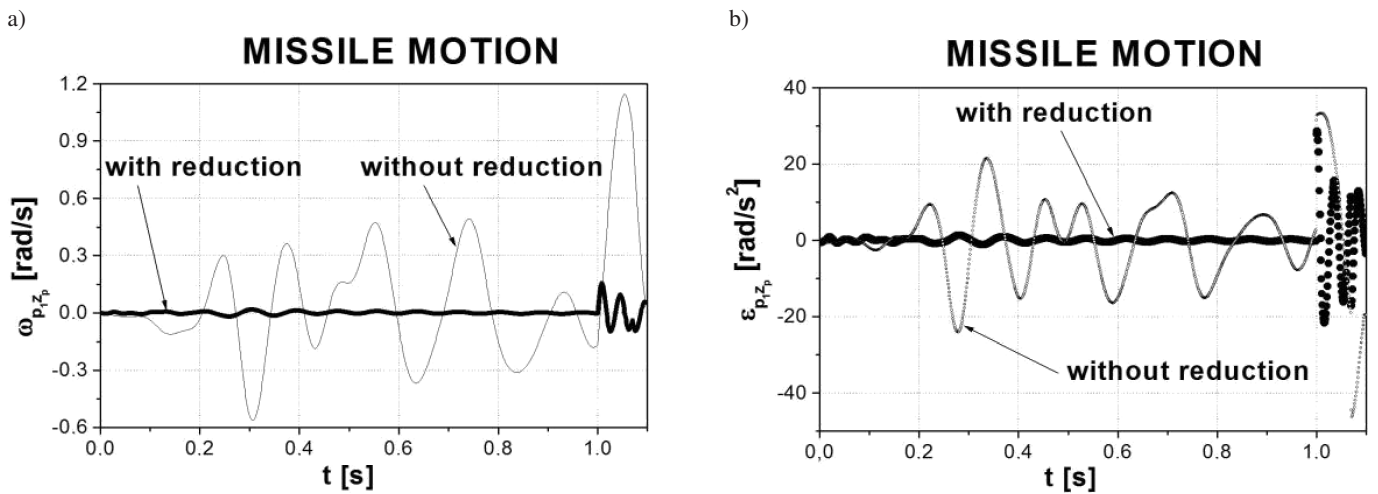 a)
MISSILE MOTION
1.2
0.9
0.6
0.3
0.0
-0.3
-0.6
ωp₁zp [rad/s]
with reduction
without reduction
0.0 0.2 0.4 0.6 0.8 1.0
t [s]
b)
MISSILE MOTION
40
20
0
-20
-40
εp₁zp [rad/s²]
with reduction
without reduction
0,0 0.2 0.4 0.6 0.8 1.0
t [s]